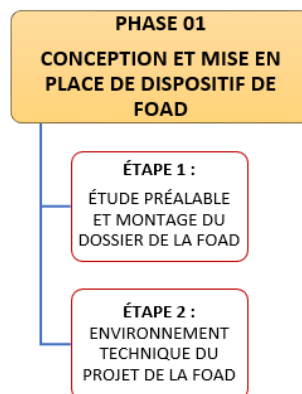 PHASE 01
CONCEPTION ET MISE EN
PLACE DE DISPOSITIF DE
FOAD
ÉTAPE 1 :
ÉTUDE PRÉALABLE
ET MONTAGE DU
DOSSIER DE LA FOAD
ÉTAPE 2 :
ENVIRONNEMENT
TECHNIQUE DU
PROJET DE LA FOAD